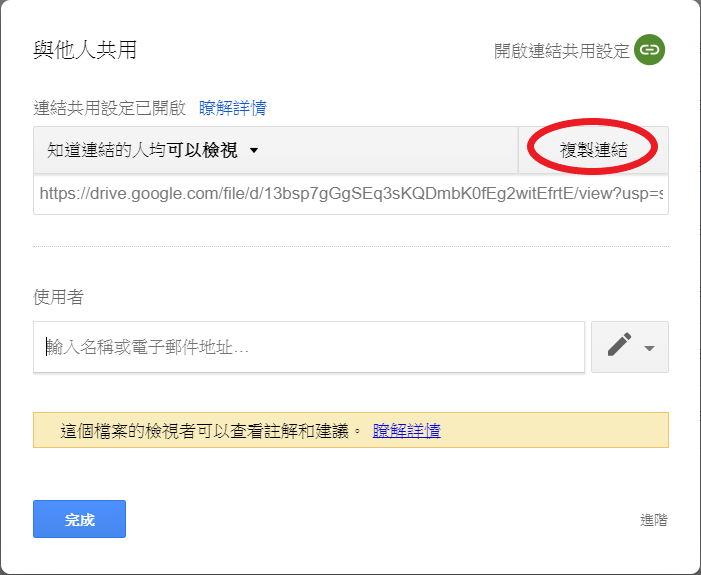 與他人共用
開啟連結共用設定
連結共用設定已開啟 瞭解詳情
知道連結的人均可以檢視
複製連結
https://drive.google.com/file/d/13bsp7gGgSEq3sKQDmbK0fEg2witEfrtE/view?usp=s
使用者
輸入名稱或電子郵件地址...
這個檔案的檢視者可以查看註解和建議。 瞭解詳情
完成
進階